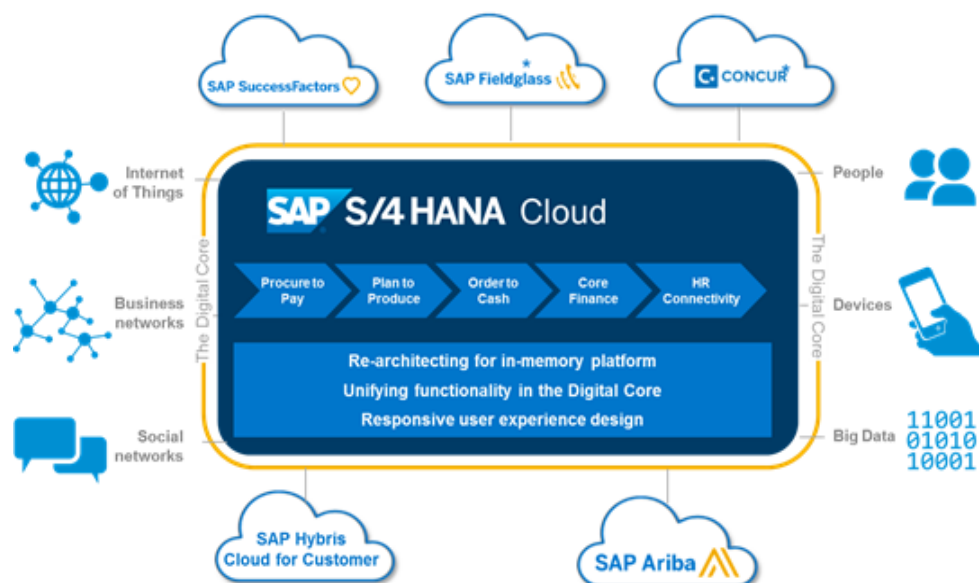 SAP SuccessFactors
*
SAP Fieldglass
C. CONCUR*
Internet
of Things
People
SAP S/4 HANA Cloud
The Digital Core
The Digital Core
Procure to
Pay
Plan to
Produce
Order to
Cash
Core
Finance
HR
Connectivity
Business
networks
Devices
Re-architecting for in-memory platform
Unifying functionality in the Digital Core
Responsive user experience design
Social
networks
Big Data
11001
01010
10001
SAP Hybris
Cloud for Customer
SAP Ariba